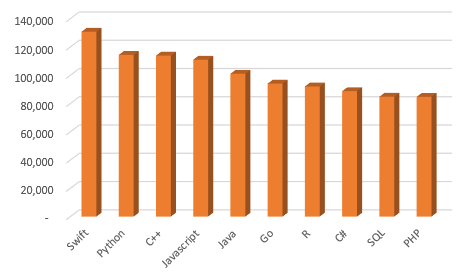 140,000
120,000
100,000
80,000
60,000
40,000
20,000
-
Swift
Python
C++
Javascript
Java
Go
R
C#
SQL
PHP